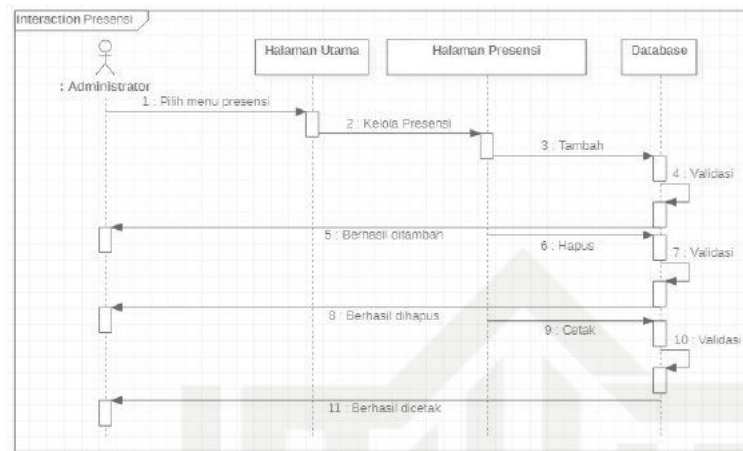 Interaction Presensi
Halaman Utama
Halaman Presensi
Database
: Administrator
1 : Pilih menu presensi
2 : Kelola Presensi
3 : Tambah
4 : Validasi
5 : Berhasil ditambah
6 : Hapus
7 : Validasi
8 : Berhasil dihapus
9 : Cetak
10 : Validasi
11 : Berhasil dicetak